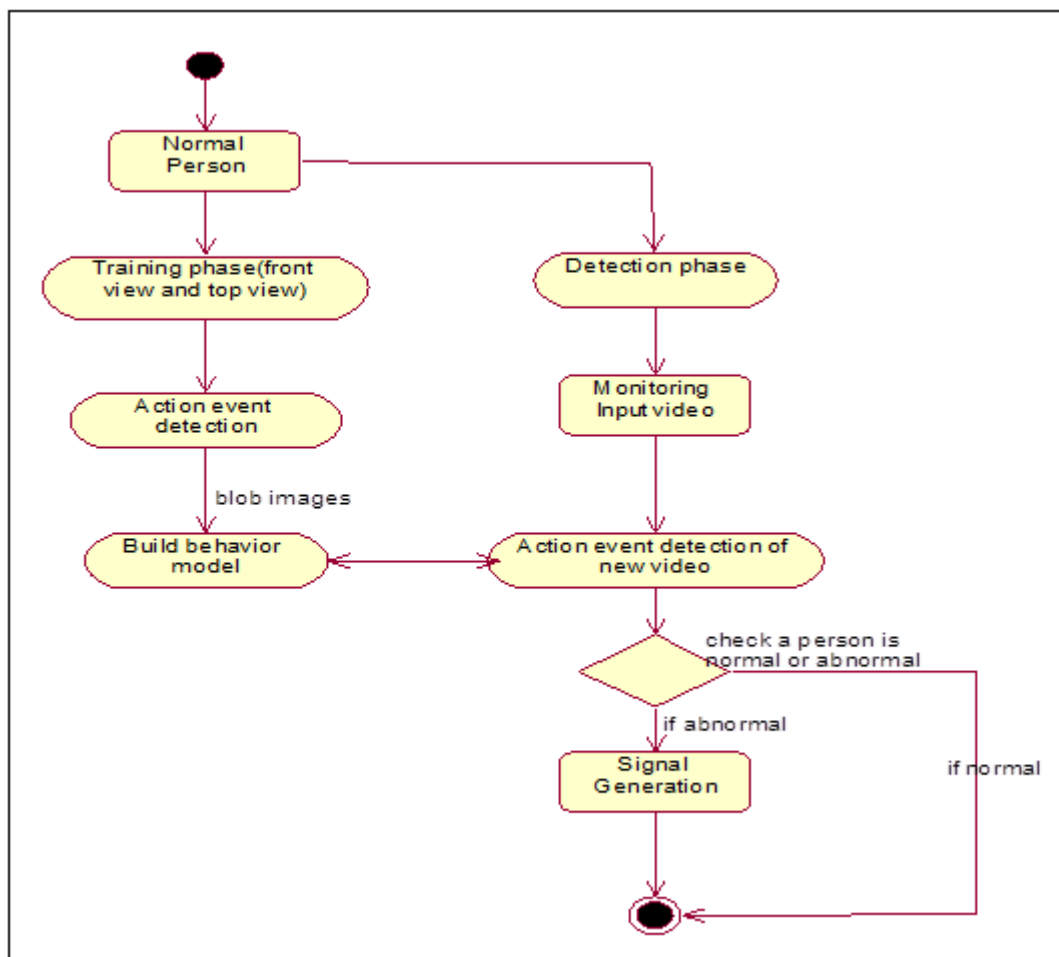 Normal
Person
Training phase(front
view and top view)
Action event
detection
blob images
Build behavior
model
Detection phase
Monitoring
Input video
Action event detection of
new video
check a person is
normal or abnormal
if abnormal
Signal
Generation
if normal